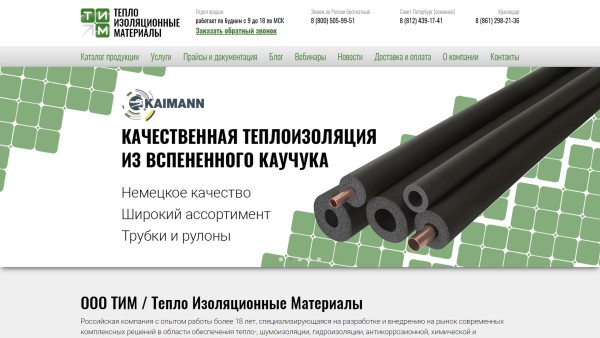 ТИМ
ТЕПЛО
ИЗОЛЯЦИОННЫЕ
МАТЕРИАЛЫ
Отдел продаж
работает по будням с 9 до 18 по МСК
Заказать обратный звонок
Звонок по России бесплатный
8 (800) 505-99-51
Санкт-Петербург (основной)
8 (812) 439-17-41
Краснодар
8 (861) 298-21-36
Каталог продукции
Услуги
Прайсы и документация
Блог
Вебинары
Новости
Доставка и оплата
О компании
Контакты
KAIMANN
КАЧЕСТВЕННАЯ ТЕПЛОИЗОЛЯЦИЯ
ИЗ ВСПЕНЕННОГО КАУЧУКА
Немецкое качество
Широкий ассортимент
Трубки и рулоны
ООО ТИМ / Тепло Изоляционные Материалы
Российская компания с опытом работы более 18 лет, специализирующаяся на разработке и внедрению на рынок современных
комплексных решений в области обеспечения тепло-, шумоизоляции, гидроизоляции, антикоррозионной, химической и